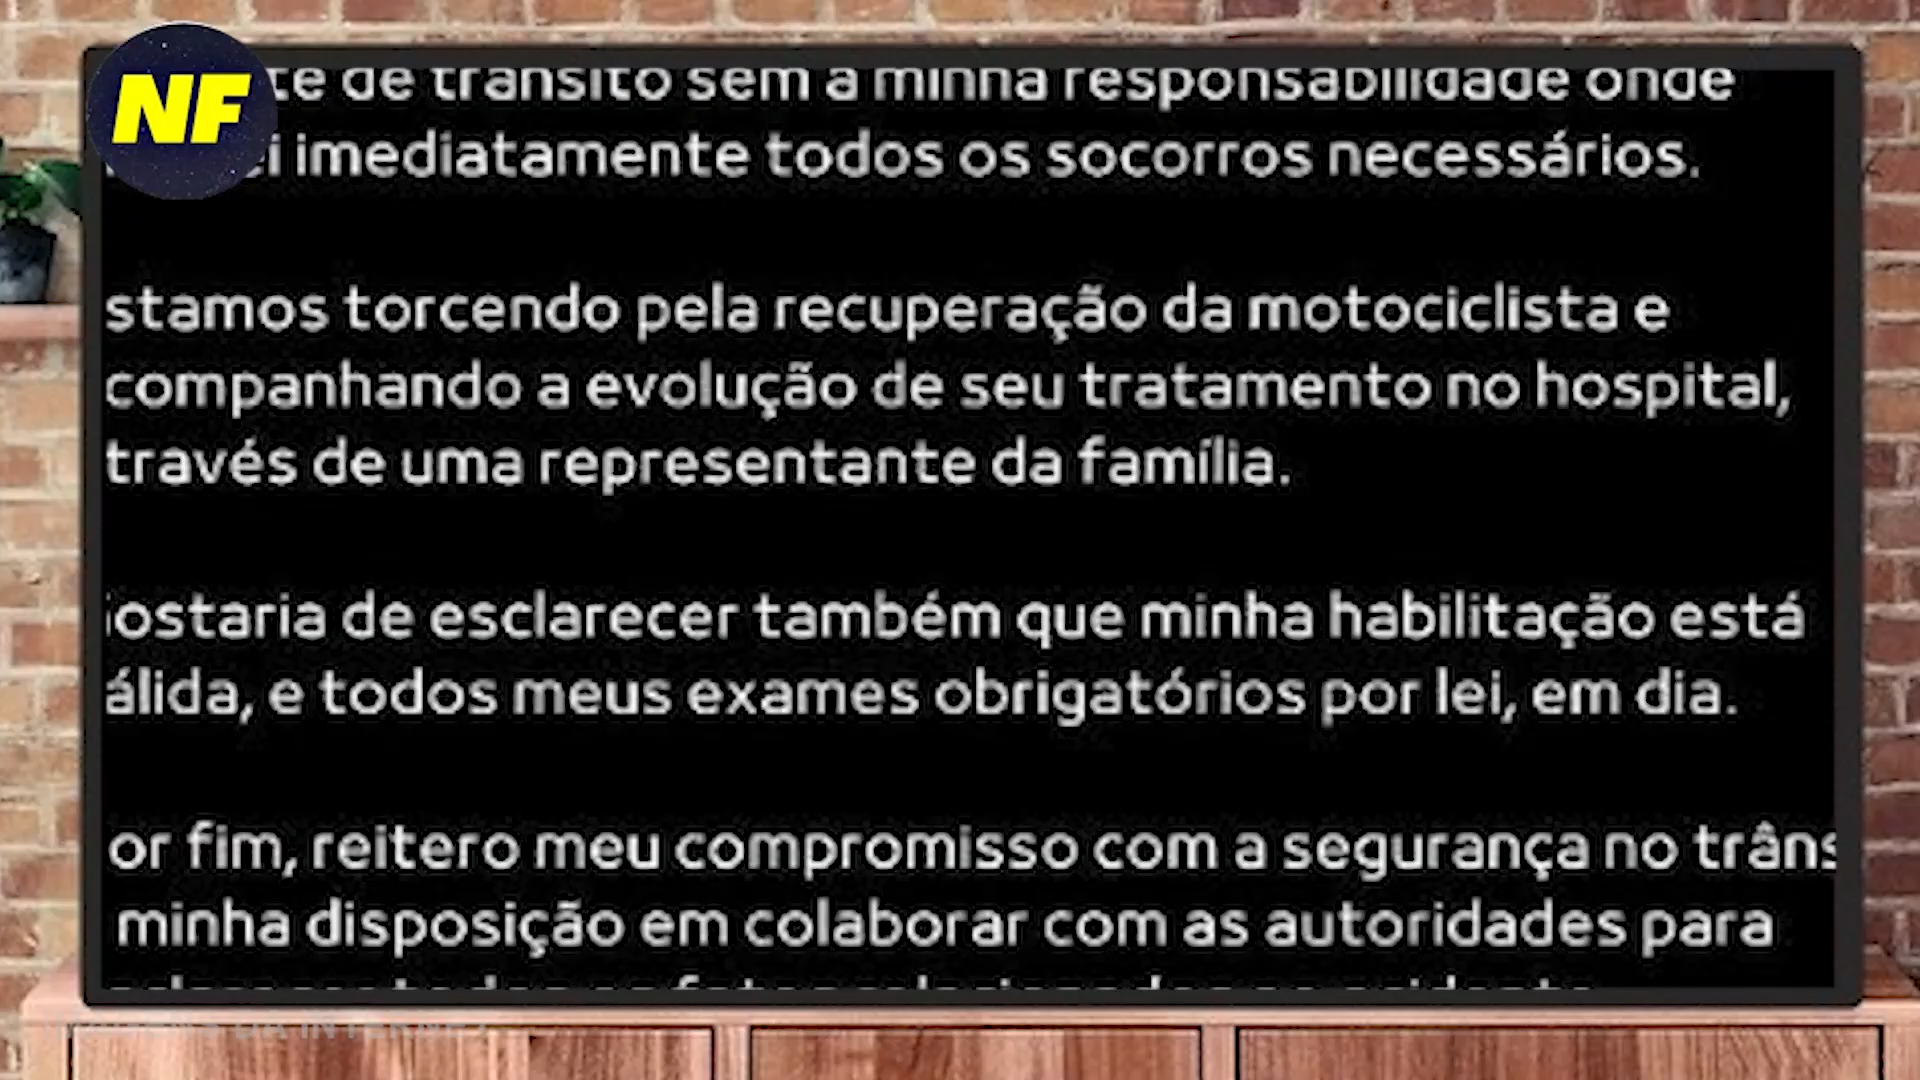 NF
te de trânsito sem a minha responsabilidade onde
ei imediatamente todos os socorros necessários.
stamos torcendo pela recuperação da motociclista e
companhando a evolução de seu tratamento no hospital,
través de uma representante da família.
ostaria de esclarecer também que minha habilitação está
álida, e todos meus exames obrigatórios por lei, em dia.
or fim, reitero meu compromisso com a segurança no trâns
minha disposição em colaborar com as autoridades para